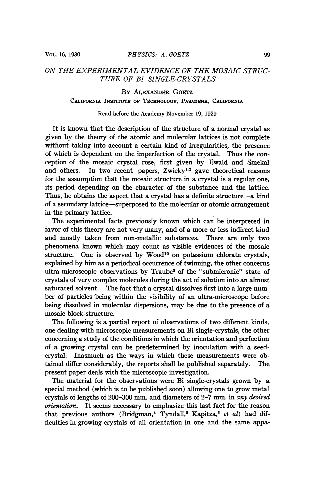 VOL. 16, 1930 PHYSICS: A. GOETZ 99
ON THE EXPERIMENTAL EVIDENCE OF THE MOSAIC STRUC-
TURE OF Bi SINGLE-CRYSTALS
BY ALEXANDER GOETZ
CALIFORNIA INSTITUTE OF TECHNOLOGY, PASADENA, CALIFORNIA
Read before the Academy November 19, 1929
It is known that the description of the structure of a normal crystal as
given by the theory of the atomic and molecular lattices is not complete
without taking into account a certain kind of irregularities, the presence
of which is dependent on the imperfection of the crystal. Thus the con-
ception of the mosaic crystal rose, first given by Ewald and Smekal
and others. In two recent papers, Zwicky gave theoretical reasons
for the assumption that the mosaic structure in a crystal is a regular one,
its period depending on the character of the substance and the lattice.
Thus, he obtains the aspect that a crystal has a definite structure—a kind
of a secondary lattice—superposed to the molecular or atomic arrangement
in the primary lattice.
The experimental facts previously known which can be interpreted in
favor of this theory are not very many, and of a more or less indirect kind
and mostly taken from non-metallic substances. There are only two
phenomena known which may count as visible evidences of the mosaic
structure. One is observed by Wood on potassium chlorate crystals,
explained by him as a periodical occurrence of twinning, the other concerns
ultra-microscopic observations by Traube of the "submicronic" state of
crystals of very complex molecules during the act of solution into an almost
saturated solvent. The fact that a crystal dissolves first into a large num-
ber of particles being within the visibility of an ultra-microscope before
being dissolved in molecular dispersions, may be due to the presence of a
mosaic block structure.
The following is a partial report of observations of two different kinds,
one dealing with microscopic measurements on Bi single-crystals, the other
concerning a study of the conditions in which the orientation and perfection
of a growing crystal can be predetermined by inoculation with a seed-
crystal. Inasmuch as the ways in which these measurements were ob-
tained differ considerably, the reports shall be published separately. The
present paper deals with the microscopic investigation.
The material for the observations were Bi single-crystals grown by a
special method (which is to be published soon) allowing one to grow metal
crystals of lengths of 200–300 mm. and diameters of 2–7 mm. in any desired
orientation. It seems necessary to emphasize this last fact for the reason
that previous authors (Bridgman, Tyndall, Kapitza, et al) had dif-
ficulties in growing crystals of all orientation in one and the same appa-